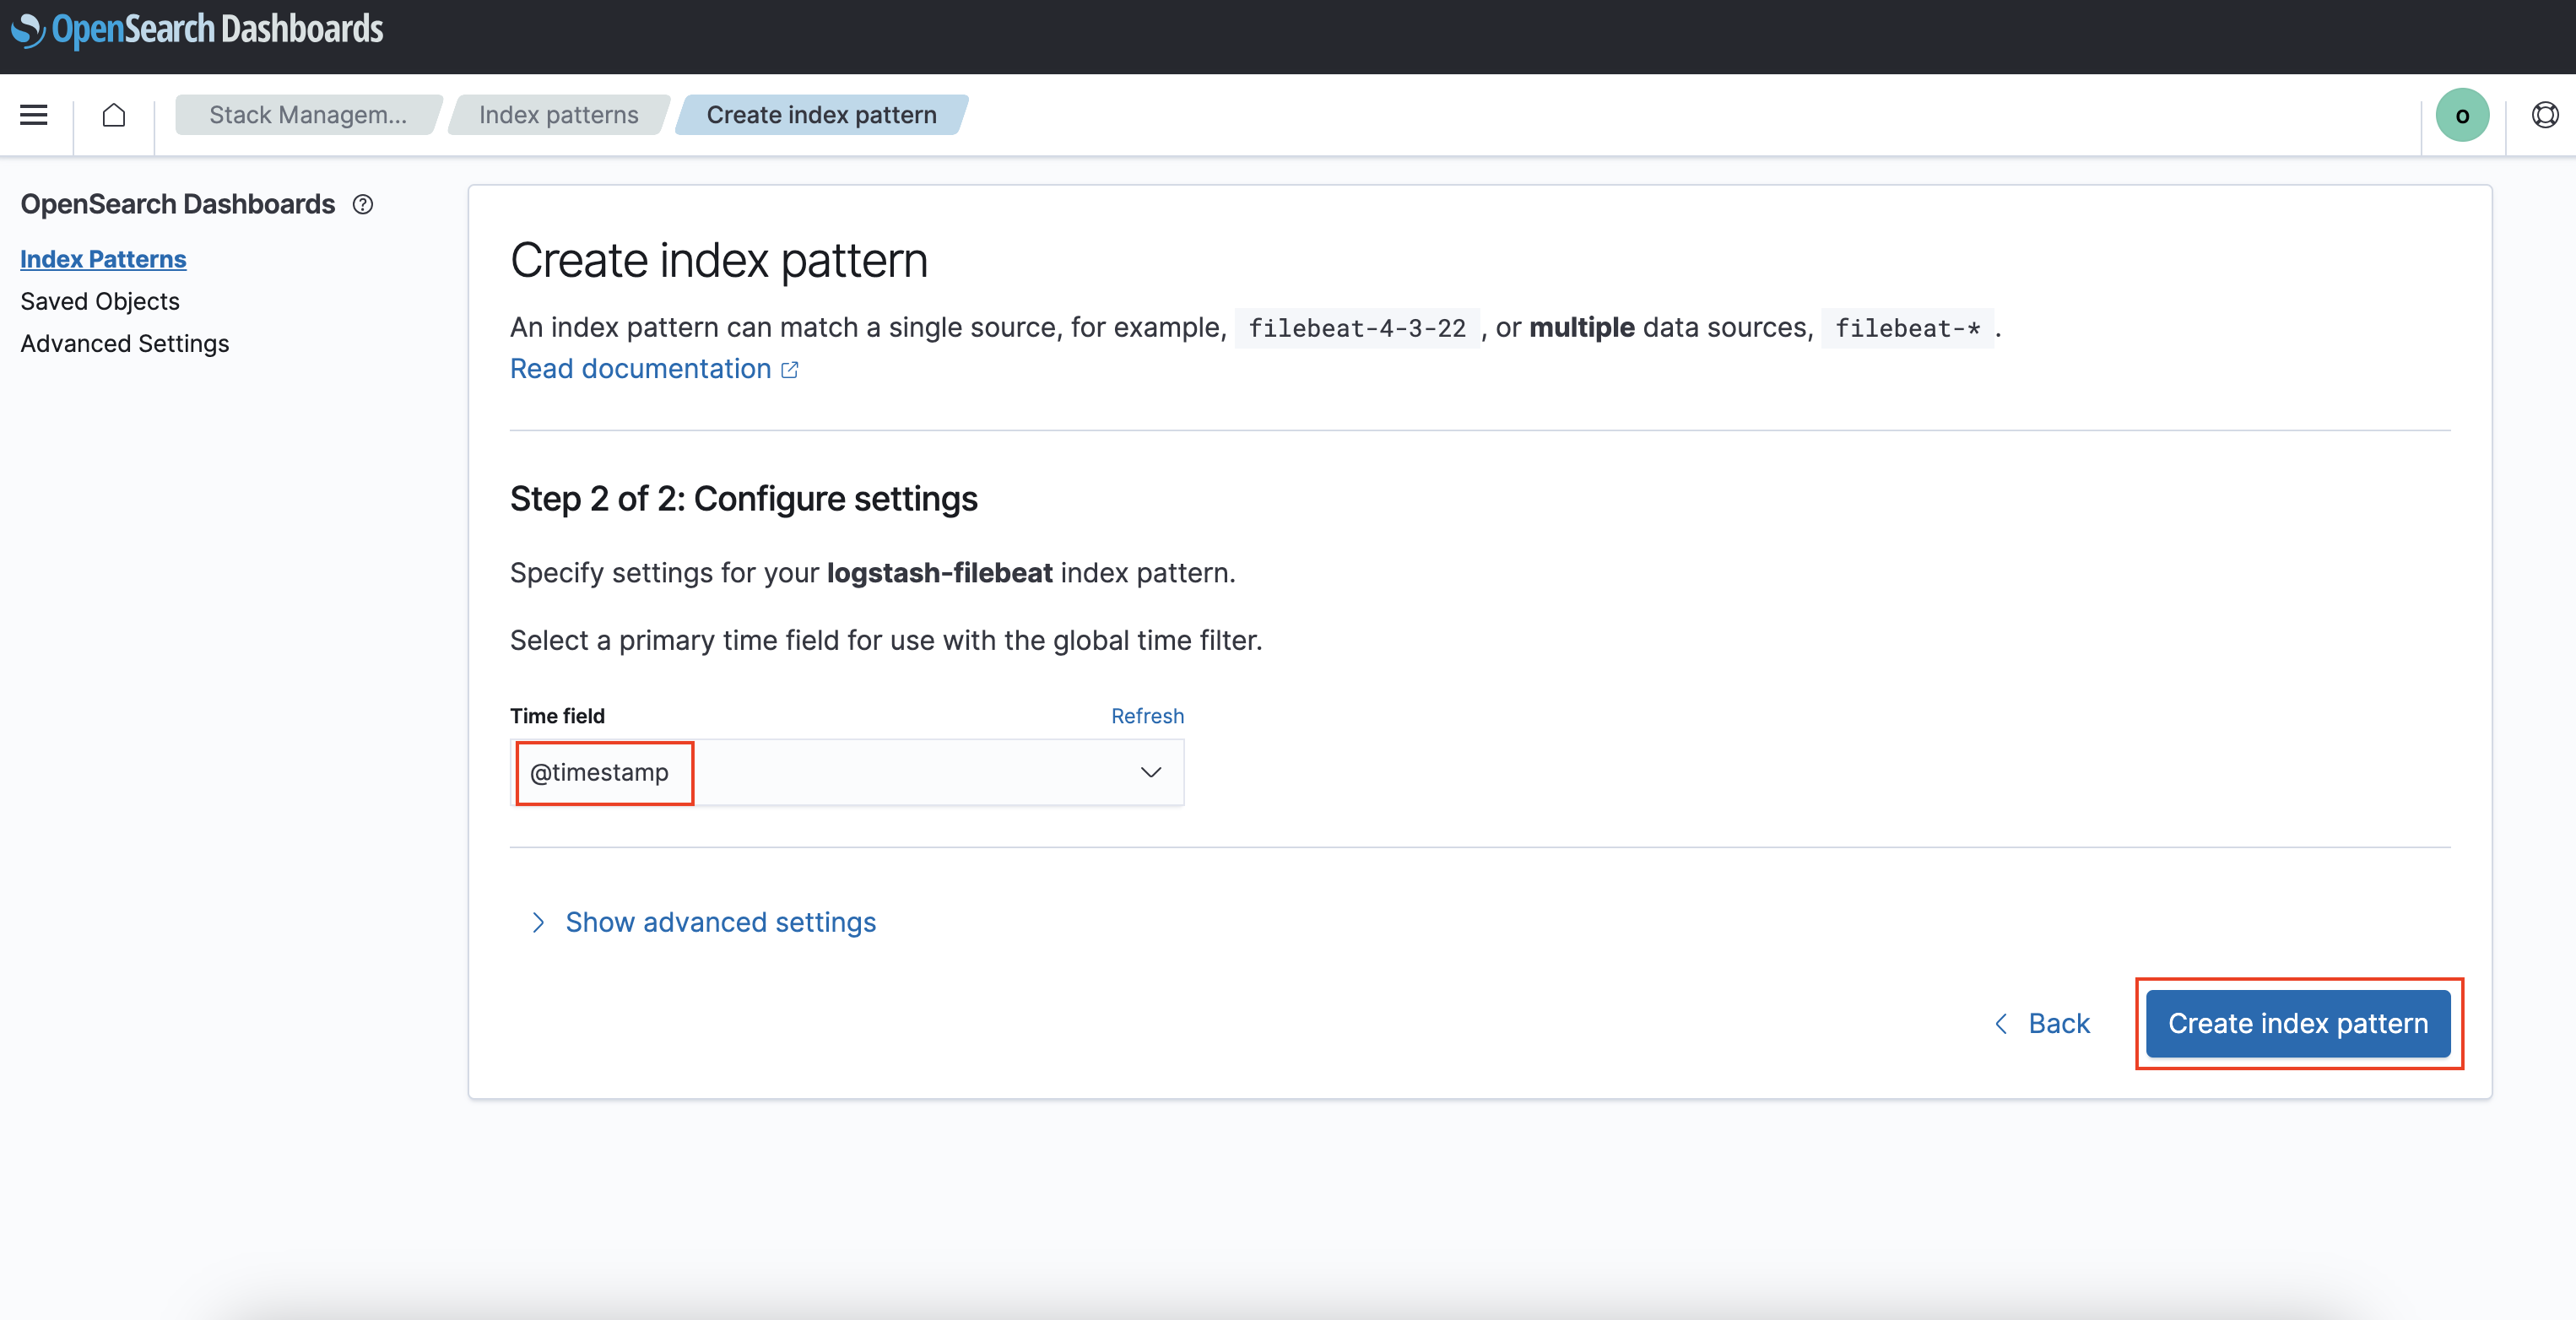 OpenSearch Dashboards
Stack Managem...
Index patterns
Create index pattern
o
OpenSearch Dashboards
Index Patterns
Saved Objects
Advanced Settings
Create index pattern
An index pattern can match a single source, for example, filebeat-4-3-22 , or multiple data sources, filebeat-* .
Read documentation
Step 2 of 2: Configure settings
Specify settings for your logstash-filebeat index pattern.
Select a primary time field for use with the global time filter.
Time field
Refresh
@timestamp
Show advanced settings
Back
Create index pattern